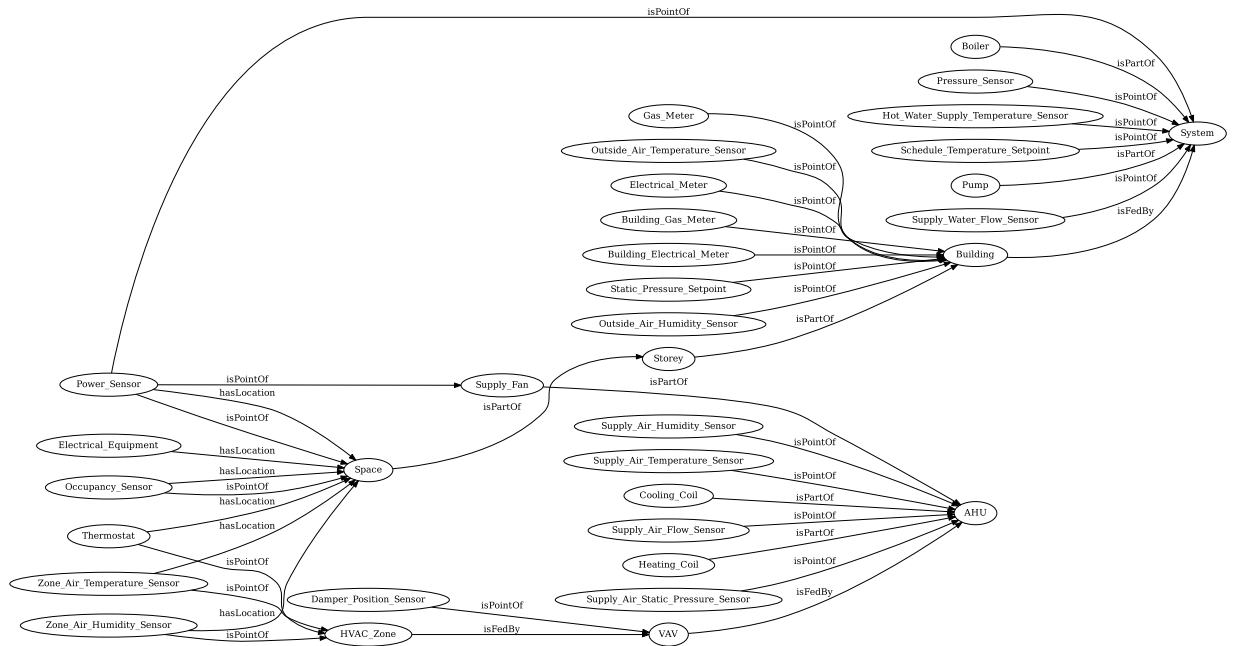 isPointOf
Boiler
isPartOf
Pressure_Sensor
isPointOf
Gas_Meter
Hot_Water_Supply_Temperature_Sensor
isPointOf
isPointOf
System
isPointOf
Outside_Air_Temperature_Sensor
Schedule_Temperature_Setpoint
isPartOf
isPointOf
Electrical_Meter
Pump
isPointOf
isPointOf
Building_Gas_Meter
Supply_Water_Flow_Sensor
isFedBy
isPointOf
Building_Electrical_Meter
isPointOf
Building
isPointOf
Static_Pressure_Setpoint
isPointOf
Outside_Air_Humidity_Sensor
isPartOf
Storey
Power_Sensor
isPointOf
Supply_Fan
isPartOf
hasLocation
isPartOf
isPointOf
Supply_Air_Humidity_Sensor
isPointOf
Electrical_Equipment
hasLocation
Space
Supply_Air_Temperature_Sensor
isPointOf
Occupancy_Sensor
hasLocation
isPointOf
Cooling_Coil
isPartOf
hasLocation
AHU
isPointOf
Supply_Air_Flow_Sensor
Thermostat
hasLocation
isPartOf
Heating_Coil
isPointOf
isPointOf
Zone_Air_Temperature_Sensor
isPointOf
Damper_Position_Sensor
isPointOf
Supply_Air_Static_Pressure_Sensor
isFedBy
Zone_Air_Humidity_Sensor
hasLocation
isPointOf
HVAC_Zone
isFedBy
VAV